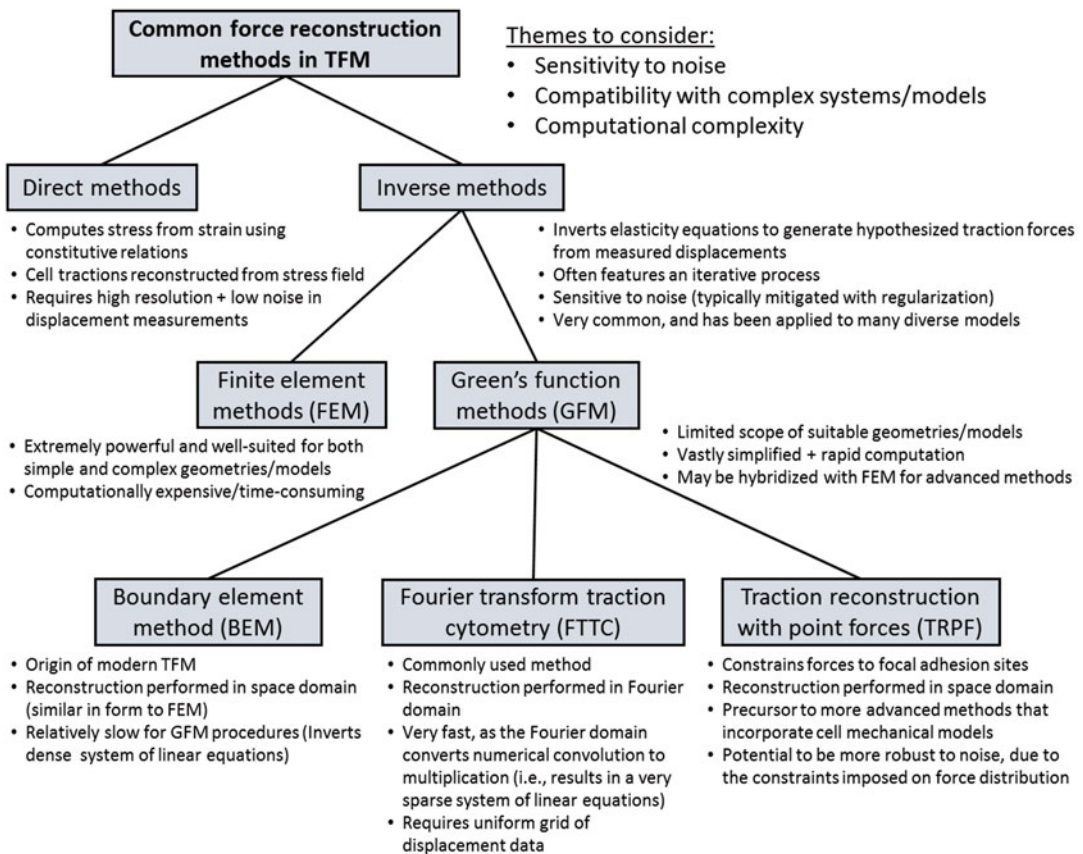 Common force reconstruction
methods in TFM
Themes to consider:
• Sensitivity to noise
• Compatibility with complex systems/models
• Computational complexity
Direct methods
• Computes stress from strain using
constitutive relations
• Cell tractions reconstructed from stress field
• Requires high resolution + low noise in
displacement measurements
Inverse methods
• Inverts elasticity equations to generate hypothesized traction forces
from measured displacements
• Often features an iterative process
• Sensitive to noise (typically mitigated with regularization)
• Very common, and has been applied to many diverse models
Finite element
methods (FEM)
• Extremely powerful and well-suited for both
simple and complex geometries/models
• Computationally expensive/time-consuming
Green's function
methods (GFM)
• Limited scope of suitable geometries/models
• Vastly simplified + rapid computation
• May be hybridized with FEM for advanced methods
Boundary element
method (BEM)
• Origin of modern TFM
• Reconstruction performed in space domain
(similar in form to FEM)
• Relatively slow for GFM procedures (Inverts
dense system of linear equations)
Fourier transform traction
cytometry (FTTC)
• Commonly used method
• Reconstruction performed in Fourier
domain
• Very fast, as the Fourier domain
converts numerical convolution to
multiplication (i.e., results in a very
sparse system of linear equations)
• Requires uniform grid of
displacement data
Traction reconstruction
with point forces (TRPF)
• Constrains forces to focal adhesion sites
• Reconstruction performed in space domain
• Precursor to more advanced methods that
incorporate cell mechanical models
• Potential to be more robust to noise, due to
the constraints imposed on force distribution